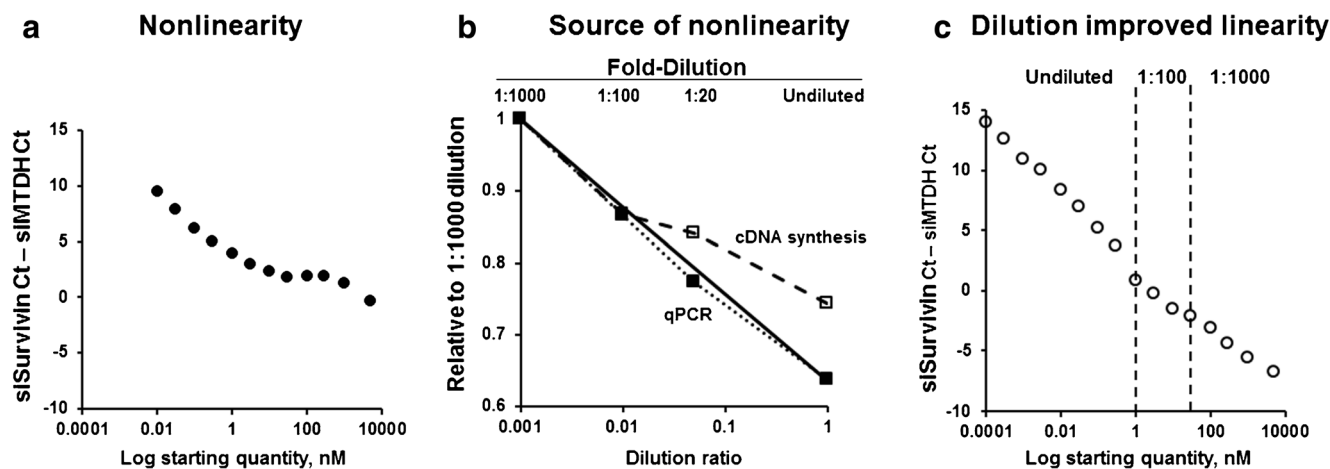 a Nonlinearity
siSurvivin Ct – siMTDH Ct
15
10
5
0
-5
-10
0.0001 0.01 1 100 10000
Log starting quantity, nM
b Source of nonlinearity
Fold-Dilution
1:1000 1:100 1:20 Undiluted
Relative to 1:1000 dilution
1
0.9
0.8
0.7
0.6
cDNA synthesis
qPCR
0.001 0.01 0.1 1
Dilution ratio
c Dilution improved linearity
Undiluted 1:100 1:1000
siSurvivin Ct – siMTDH Ct
15
10
5
0
-5
-10
0.0001 0.01 1 100 10000
Log starting quantity, nM